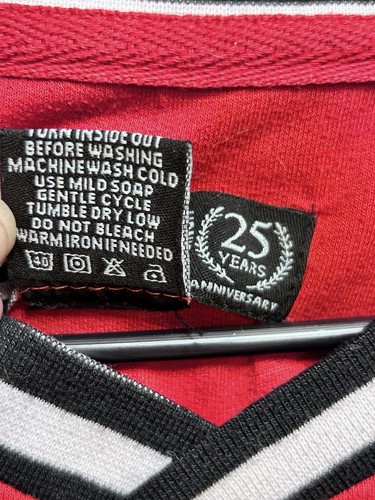 TURN INSIDE OUT
BEFORE WASHING
MACHINE WASH COLD
USE MILD SOAP
GENTLE CYCLE
TUMBLE DRY LOW
DO NOT BLEACH
WARM IRON IF NEEDED
40
25
YEARS
ANNIVERSARY